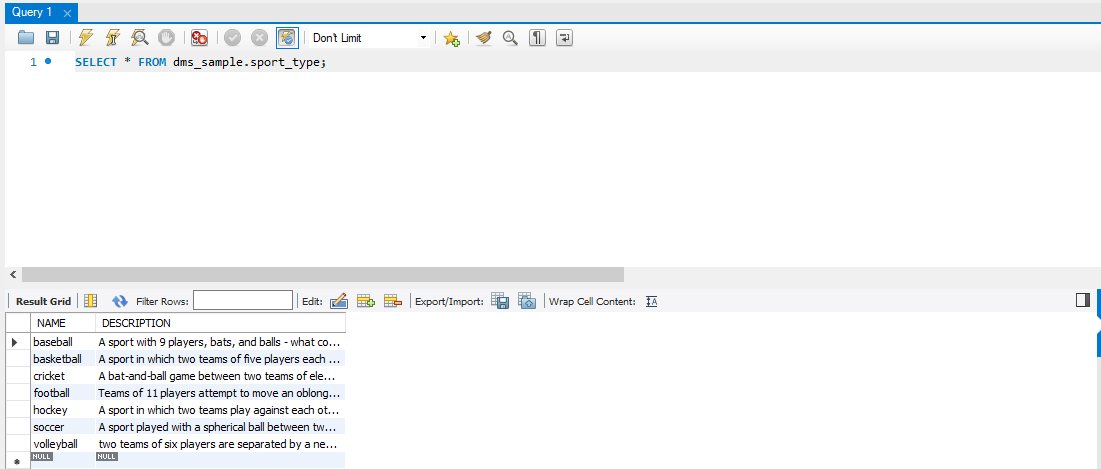 Query 1
Don't Limit
1 SELECT * FROM dms_sample.sport_type;
Result Grid Filter Rows: Edit: Export/Import: Wrap Cell Content:
NAME DESCRIPTION
baseball A sport with 9 players, bats, and balls - what co...
basketball A sport in which two teams of five players each ...
cricket A bat-and-ball game between two teams of ele...
football Teams of 11 players attempt to move an oblong...
hockey A sport in which two teams play against each ot...
soccer A sport played with a spherical ball between tw...
volleyball two teams of six players are separated by a ne...
NULL NULL